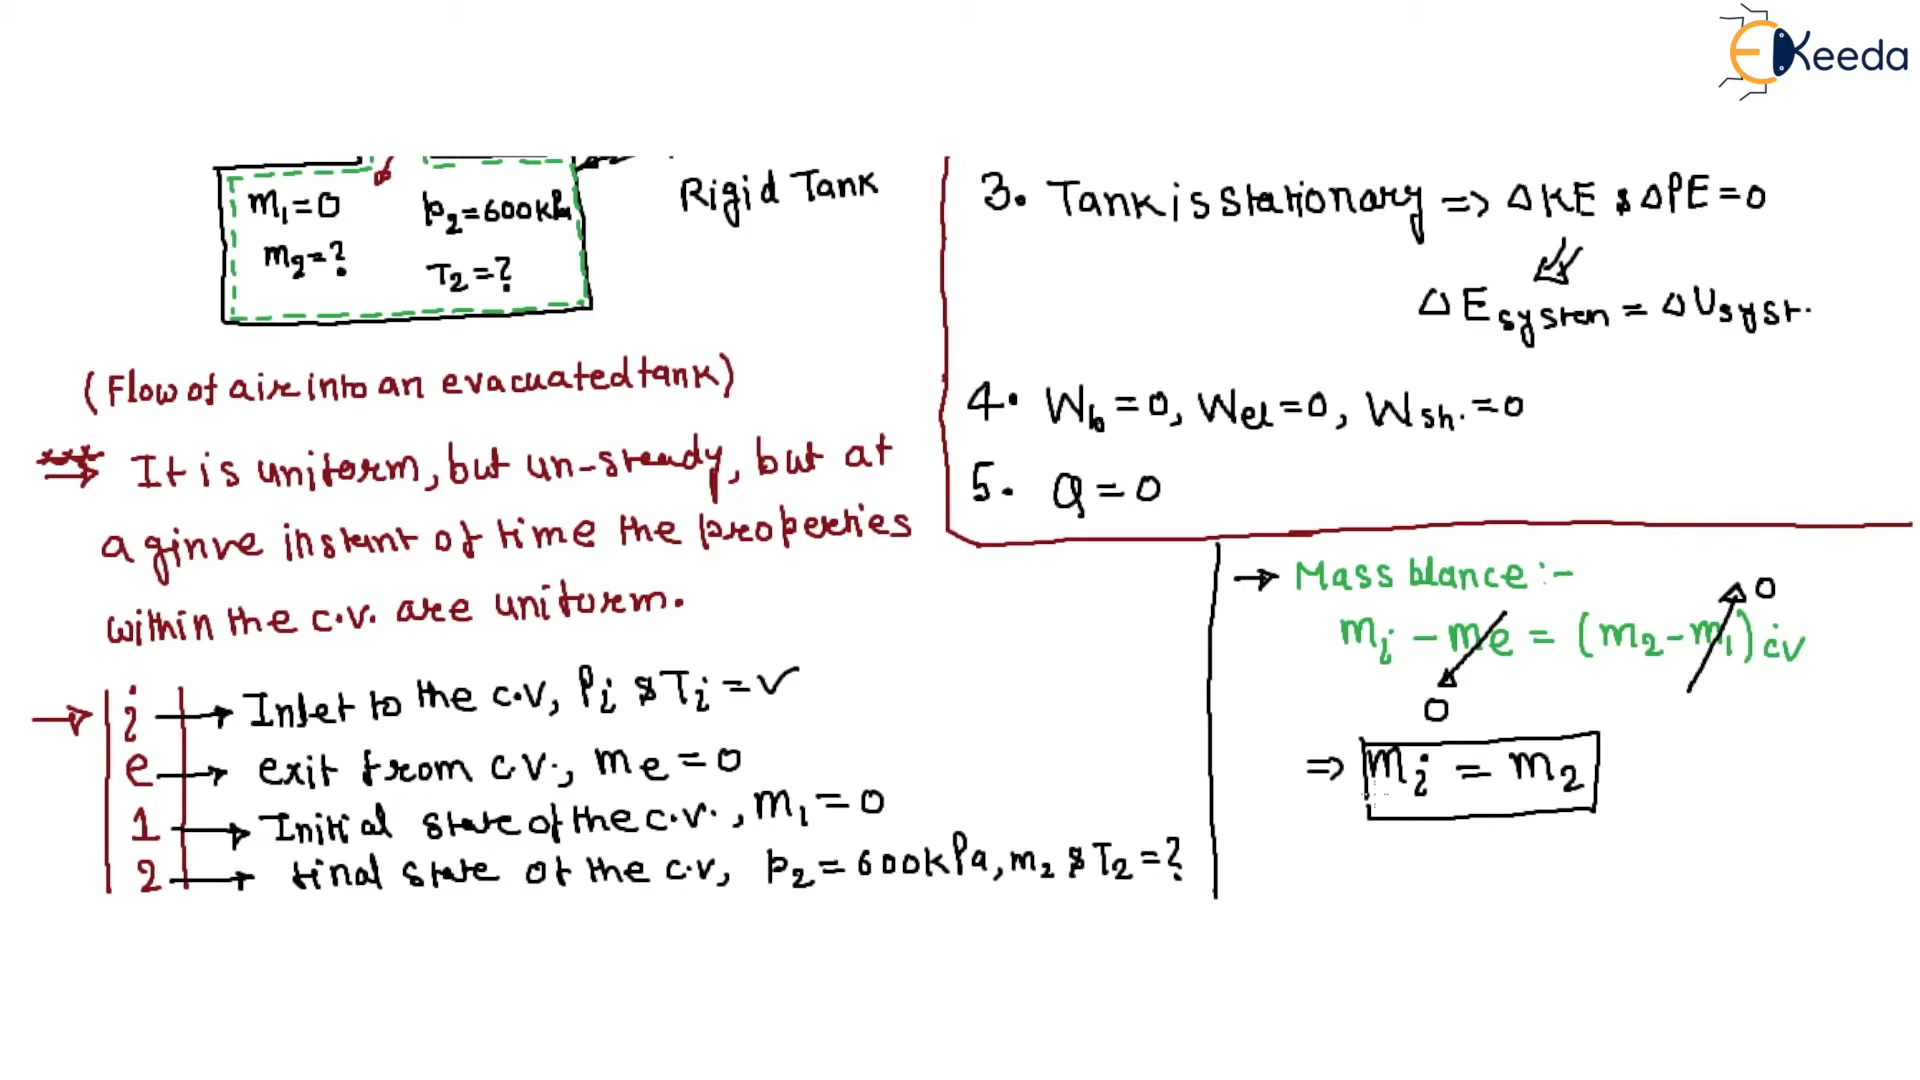 EKeeda
m1=0
m2=?
p2=600kPa
T2=?
Rigid Tank
(Flow of air into an evacuated tank)
It is uniform, but un-steady, but at
a ginve instant of time the properties
within the c.v. are uniform.
i → Inlet to the c.v, Pi & Ti = ✓
e → exit from c.v., me = 0
1 → Initial state of the c.v., m1 = 0
2 → final state of the c.v, p2 = 600kPa, m2 & T2 = ?
3. Tank is stationary => ΔKE & ΔPE = 0
ΔEsystem = ΔUsyst.
4. Wb = 0, Wel = 0, Wsh. = 0
5. Q = 0
→ Mass blance :-
0
mi - me = (m2 - m1)cv
0
=> mi = m2